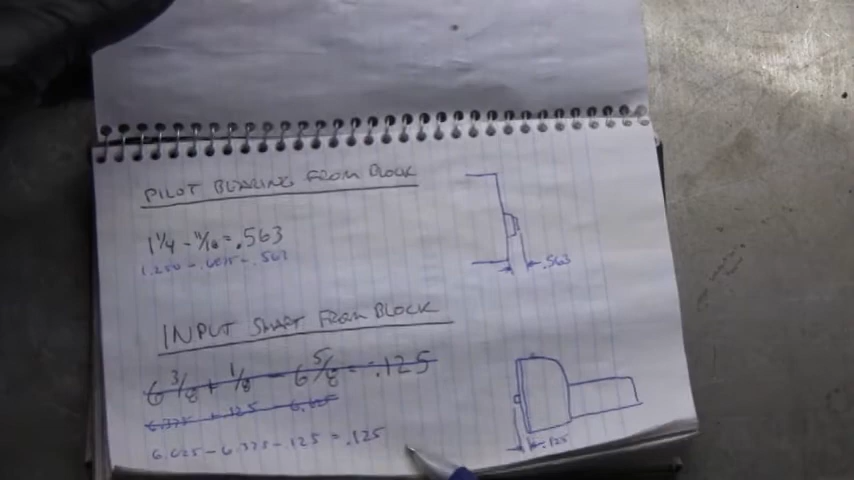 PILOT BEARING FROM BLOCK
1 1/4 - 11/16 = .563
1.250 - .6875 - .563
.563
INPUT SHAFT FROM BLOCK
6 3/8 + 1/8 - 6 5/8 = .125
6.375 + .125 - 6.625
6.625 - 6.375 - .125 = .125
.125